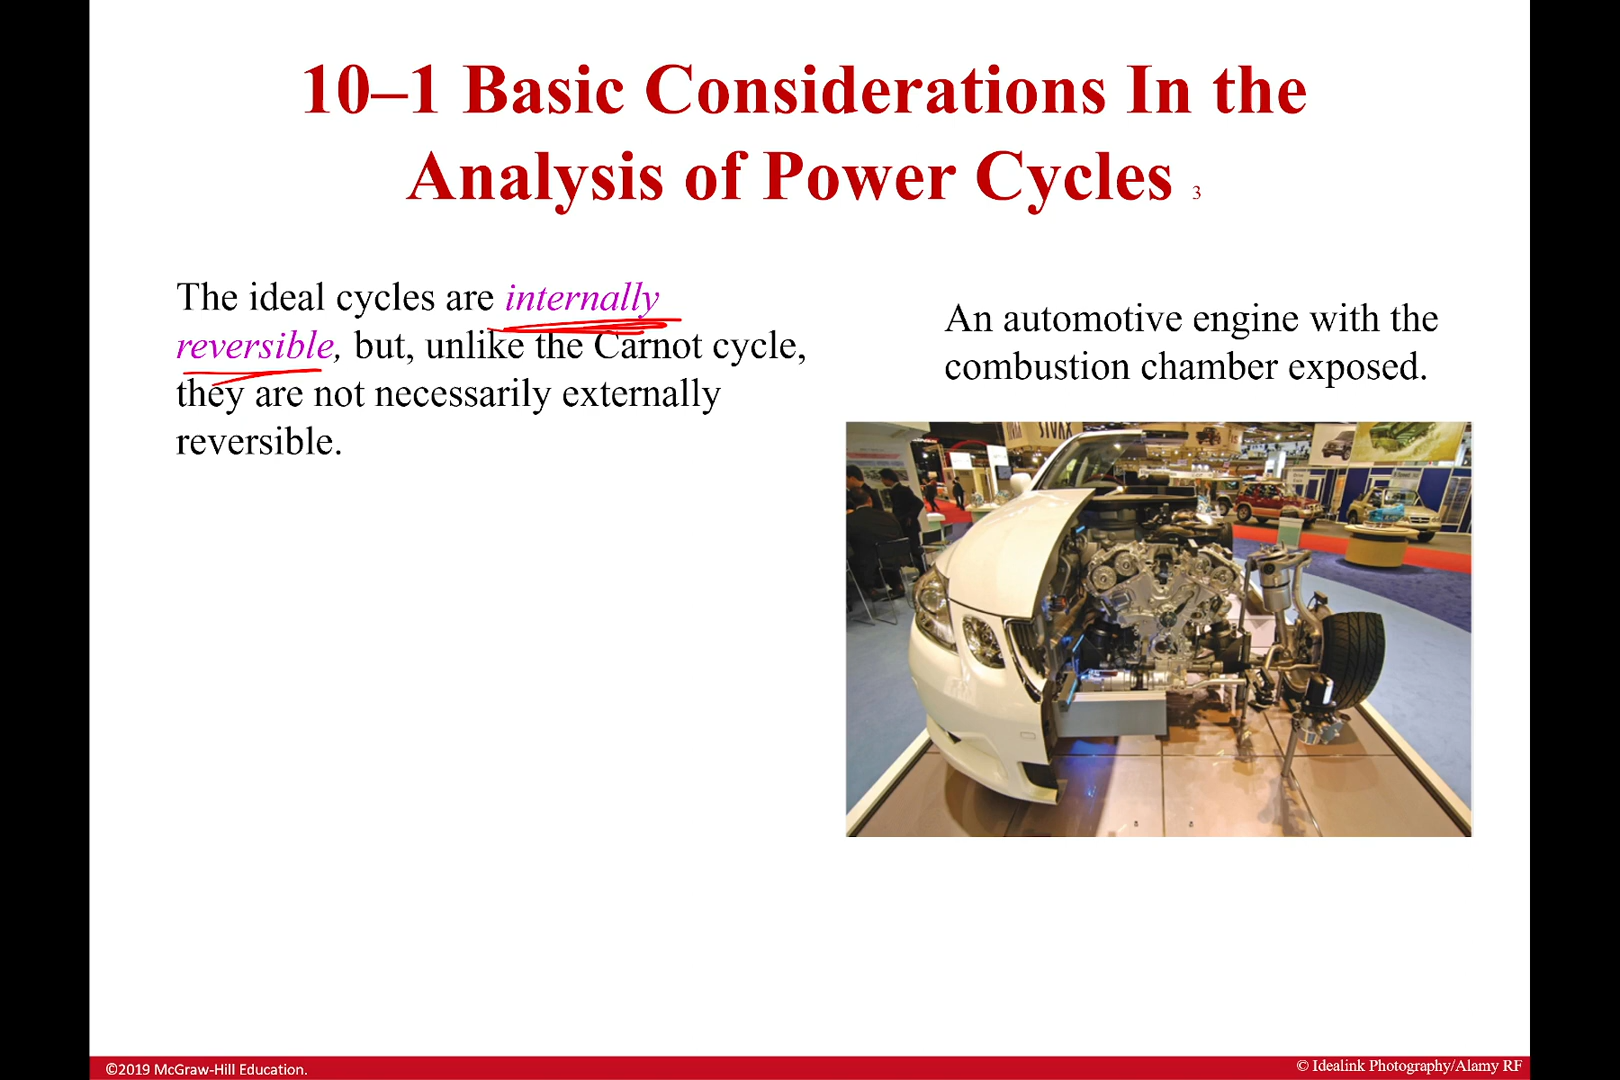 10–1 Basic Considerations In the
Analysis of Power Cycles 3
The ideal cycles are internally
reversible, but, unlike the Carnot cycle,
they are not necessarily externally
reversible.
An automotive engine with the
combustion chamber exposed.
©2019 McGraw-Hill Education.
© Idealink Photography/Alamy RF